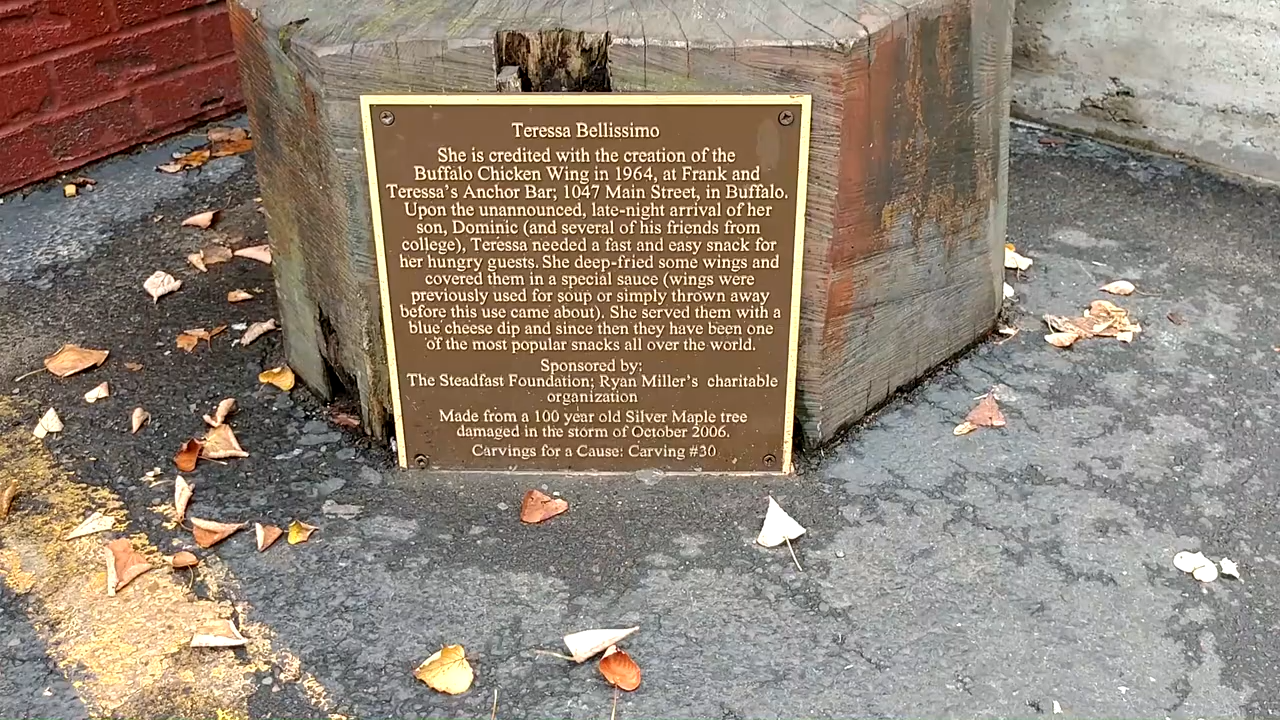 Teressa Bellissimo
She is credited with the creation of the
Buffalo Chicken Wing in 1964, at Frank and
Teressa's Anchor Bar; 1047 Main Street, in Buffalo.
Upon the unannounced, late-night arrival of her
son, Dominic (and several of his friends from
college), Teressa needed a fast and easy snack for
her hungry guests. She deep-fried some wings and
covered them in a special sauce (wings were
previously used for soup or simply thrown away
before this use came about). She served them with a
blue cheese dip and since then they have been one
of the most popular snacks all over the world.
Sponsored by:
The Steadfast Foundation; Ryan Miller's charitable
organization
Made from a 100 year old Silver Maple tree
damaged in the storm of October 2006.
Carvings for a Cause: Carving #30